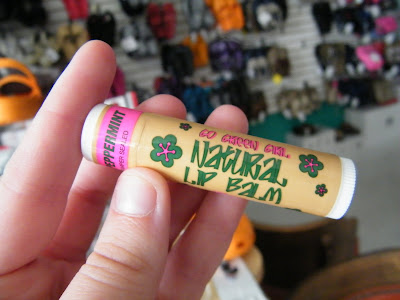 PEPPERMINT
GO GREEN GIRL
NATURAL
LIP BALM